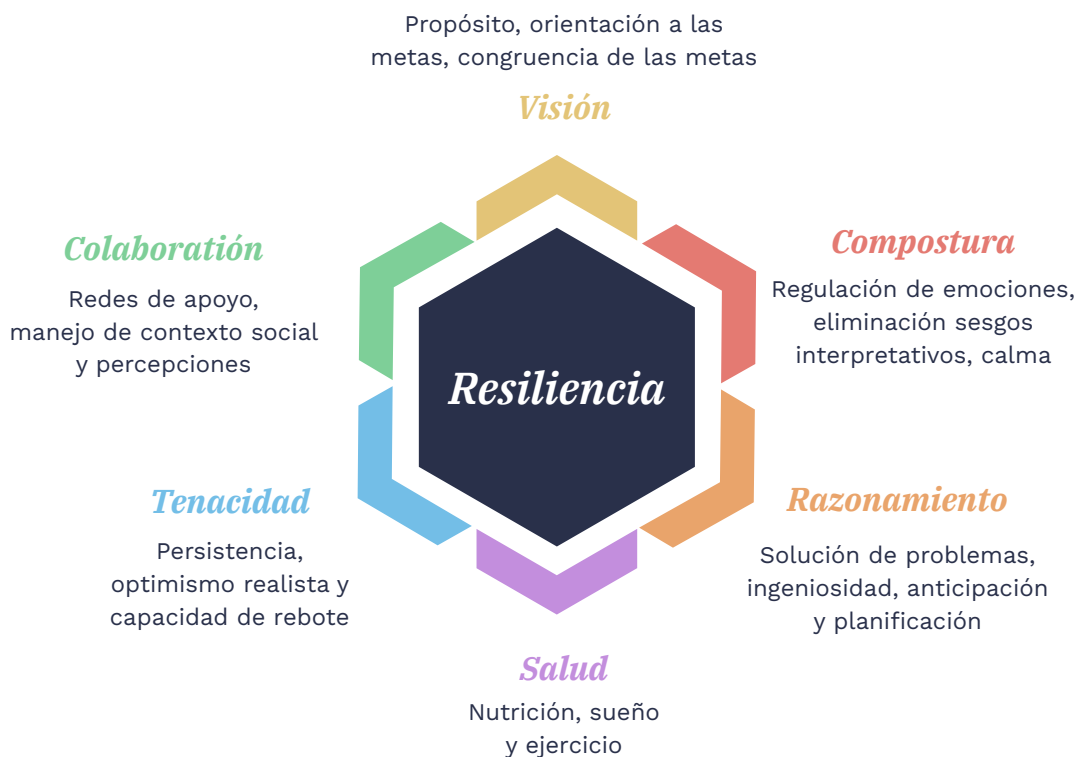 Propósito, orientación a las
metas, congruencia de las metas
Visión
Colaboratión
Redes de apoyo,
manejo de contexto social
y percepciones
Compostura
Regulación de emociones,
eliminación sesgos
interpretativos, calma
Resiliencia
Tenacidad
Persistencia,
optimismo realista y
capacidad de rebote
Razonamiento
Solución de problemas,
ingeniosidad, anticipación
y planificación
Salud
Nutrición, sueño
y ejercicio